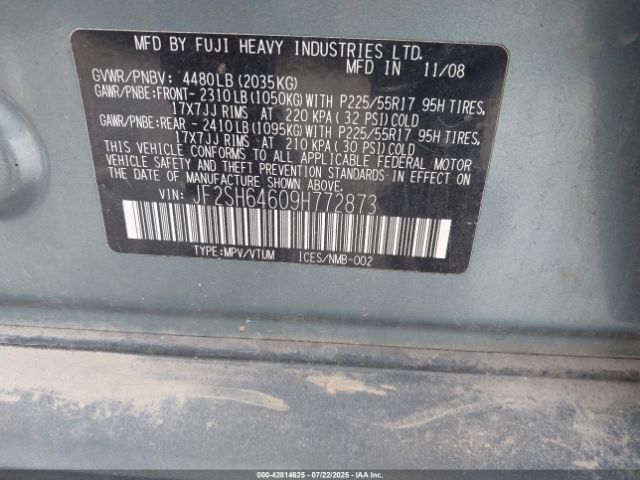 MFD BY FUJI HEAVY INDUSTRIES LTD.
MFD IN 11/08
GVWR/PNBV: 4480LB(2035KG)
GAWR/PNBE:FRONT- 2310LB(1050KG)WITH P225/55R17 95H TIRES,
17X7JJ RIMS AT 220 KPA(32 PSI)COLD
GAWR/PNBE:REAR - 2410LB(1095KG)WITH P225/55R17 95H TIRES,
17X7JJ RIMS AT 210 KPA(30 PSI)COLD
THIS VEHICLE CONFORMS TO ALL APPLICABLE FEDERAL MOTOR
VEHICLE SAFETY AND THEFT PREVENTION STANDARDS IN EFFECT ON
THE DATE OF MANUFACTURE SHOWN ABOVE.
VIN: JF2SH64609H772873
TYPE:MPV/VTUM ICES/NMB-002
000-42814625 07/22/2025 IAAI.COM